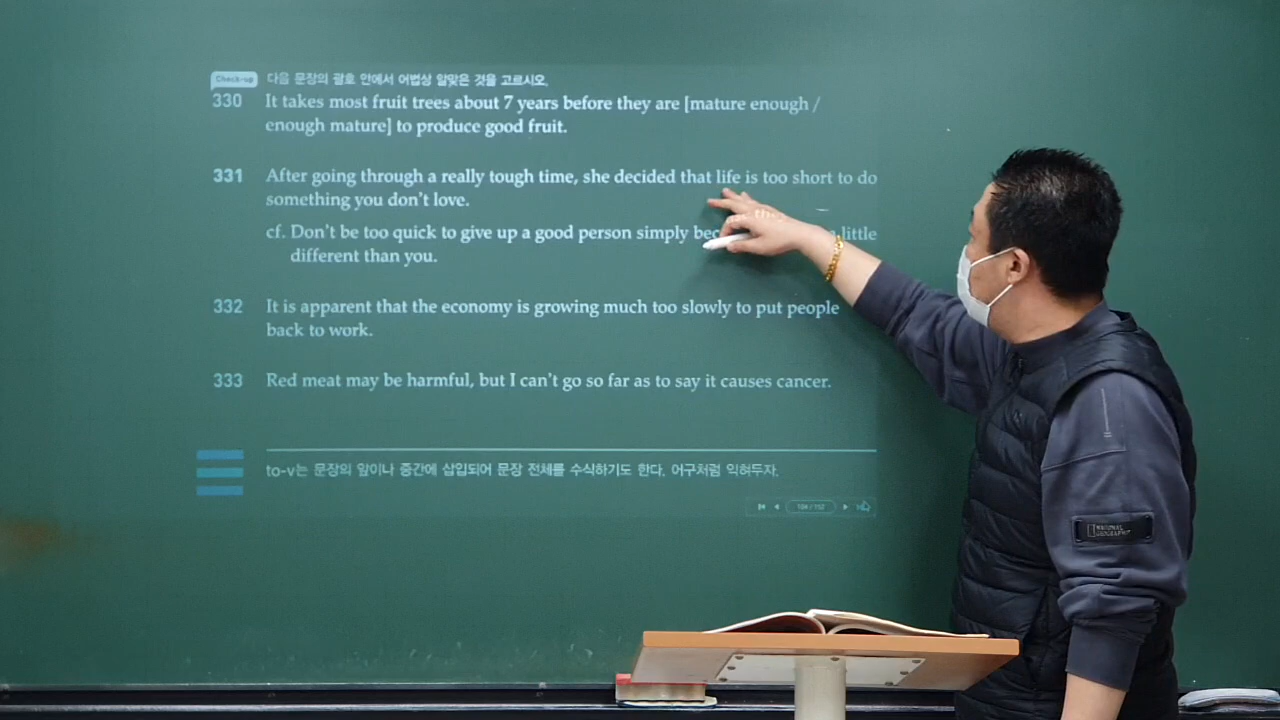 Check-up 다음 문장의 괄호 안에서 어법상 알맞은 것을 고르시오.
330 It takes most fruit trees about 7 years before they are [mature enough /
enough mature] to produce good fruit.
331 After going through a really tough time, she decided that life is too short to do
something you don't love.
cf. Don't be too quick to give up a good person simply little
different than you.
332 It is apparent that the economy is growing much too slowly to put people
back to work.
333 Red meat may be harmful, but I can't go so far as to say it causes cancer.
to-v는 문장의 앞이나 중간에 삽입되어 문장 전체를 수식하기도 한다. 어구처럼 익혀두자.
NATIONAL
GEOGRAPHIC